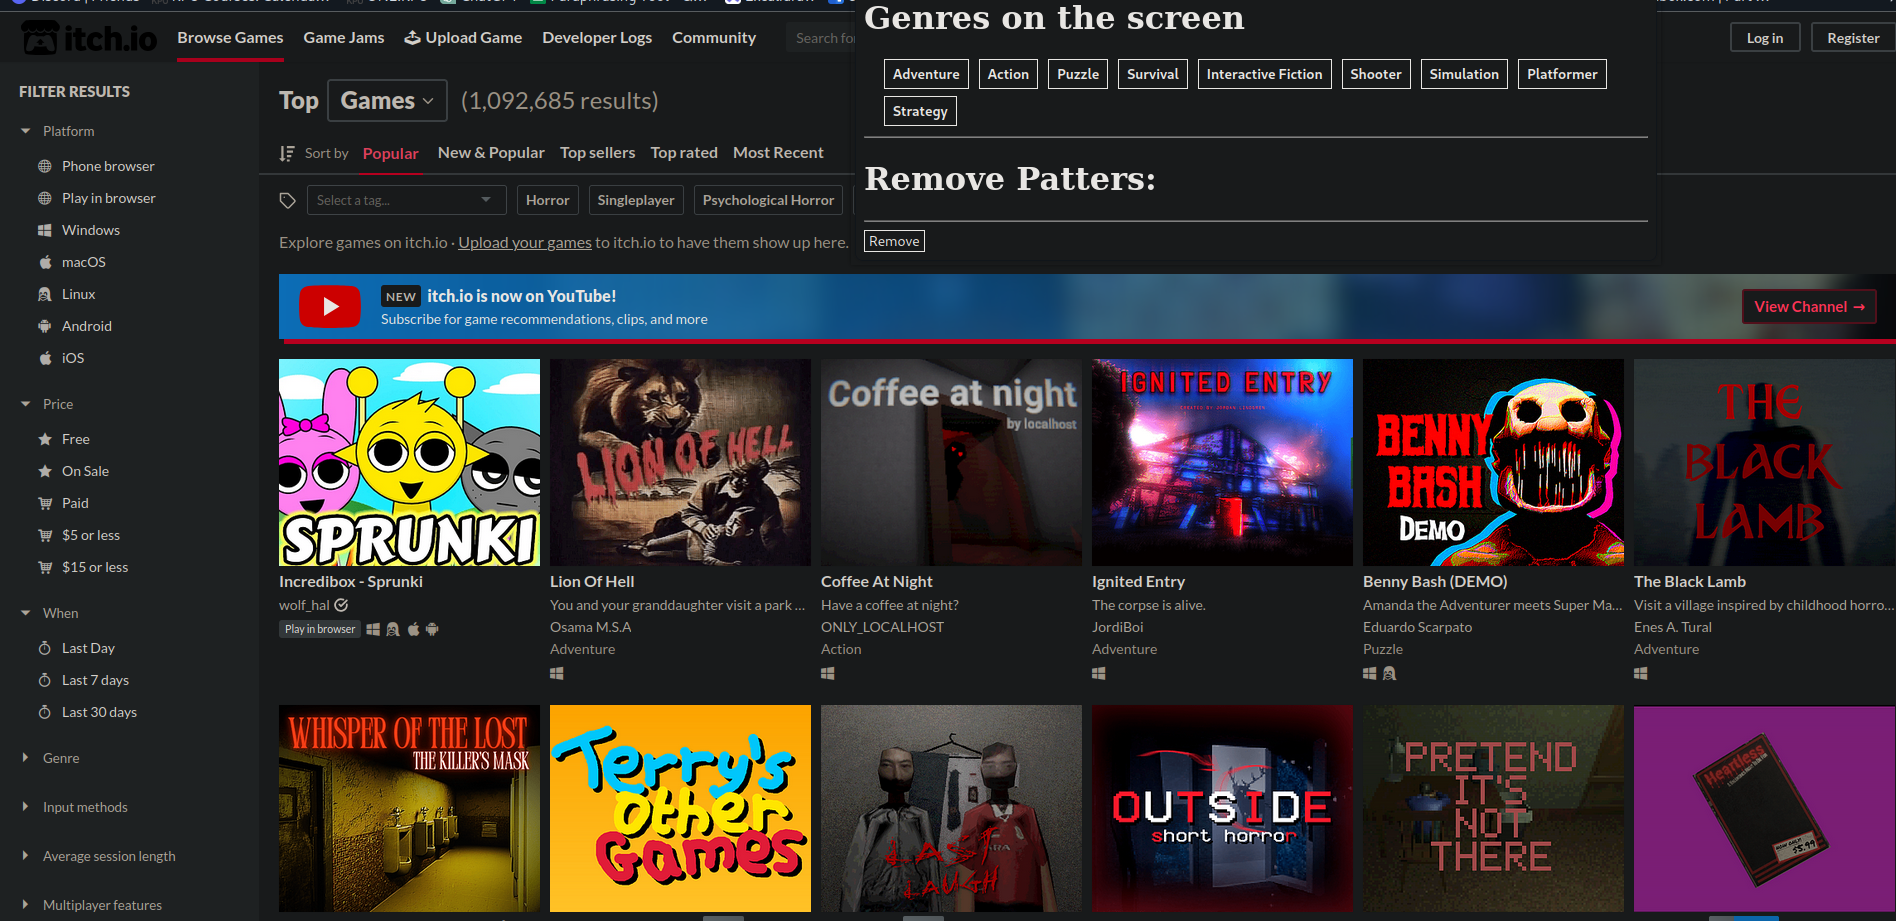 Genres on the screen
itch.io
Browse Games
Game Jams
Upload Game
Developer Logs
Community
Search for
Log in
Register
Adventure
Action
Puzzle
Survival
Interactive Fiction
Shooter
Simulation
Platformer
Strategy
Remove Patters:
Remove
FILTER RESULTS
Platform
Phone browser
Play in browser
Windows
macOS
Linux
Android
iOS
Price
Free
On Sale
Paid
$5 or less
$15 or less
When
Last Day
Last 7 days
Last 30 days
Genre
Input methods
Average session length
Multiplayer features
Top Games (1,092,685 results)
Sort by Popular New & Popular Top sellers Top rated Most Recent
Select a tag...
Horror
Singleplayer
Psychological Horror
Explore games on itch.io · Upload your games to itch.io to have them show up here.
NEW itch.io is now on YouTube!
Subscribe for game recommendations, clips, and more
View Channel →
SPRUNKI
Incredibox - Sprunki
wolf_hal
Play in browser
LION OF HELL
Lion Of Hell
You and your granddaughter visit a park ...
Osama M.S.A
Adventure
Coffee at night
by localhost
Coffee At Night
Have a coffee at night?
ONLY_LOCALHOST
Action
IGNITED ENTRY
Ignited Entry
The corpse is alive.
JordiBoi
Adventure
BENNY
BASH
DEMO
Benny Bash (DEMO)
Amanda the Adventurer meets Super Ma...
Eduardo Scarpato
Puzzle
THE
BLACK
LAMB
The Black Lamb
Visit a village inspired by childhood horro...
Enes A. Tural
Adventure
WHISPER OF THE LOST
THE KILLER'S MASK
Terry's
other
Games
LAST
LAUGH
OUTSIDE
short horror
PRETEND
IT'S
NOT
THERE
Heartless
$5.99